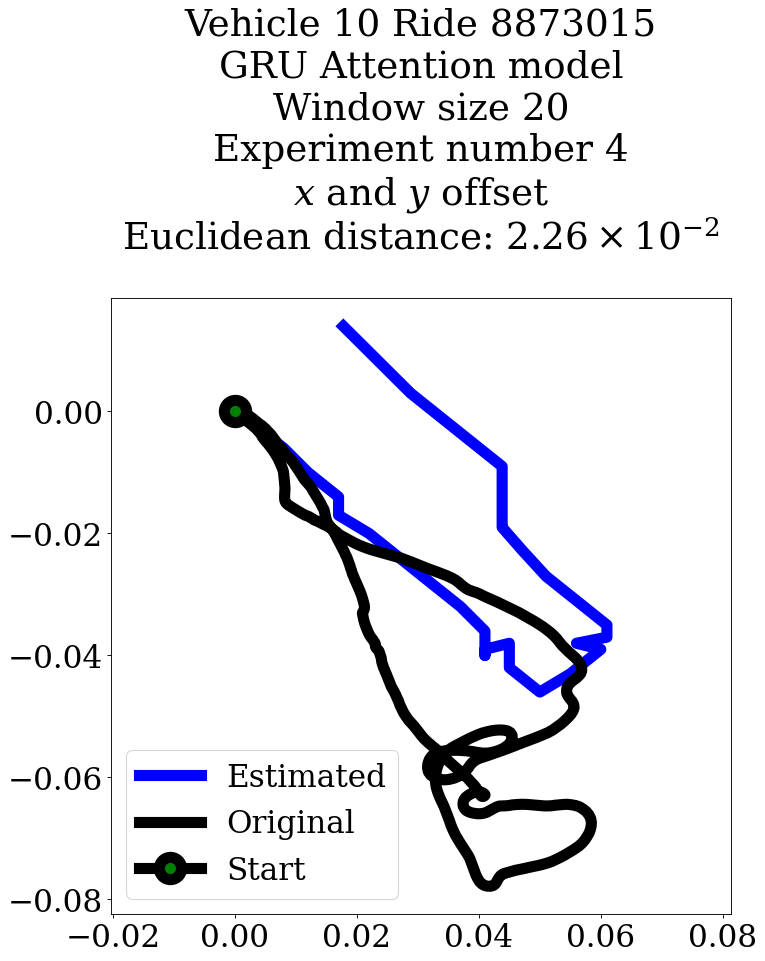 Vehicle 10 Ride 8873015
GRU Attention model
Window size 20
Experiment number 4
x and y offset
Euclidean distance: 2.26 × 10⁻²
0.00
−0.02
−0.04
−0.06
−0.08
Estimated
Original
Start
−0.02 0.00 0.02 0.04 0.06 0.08